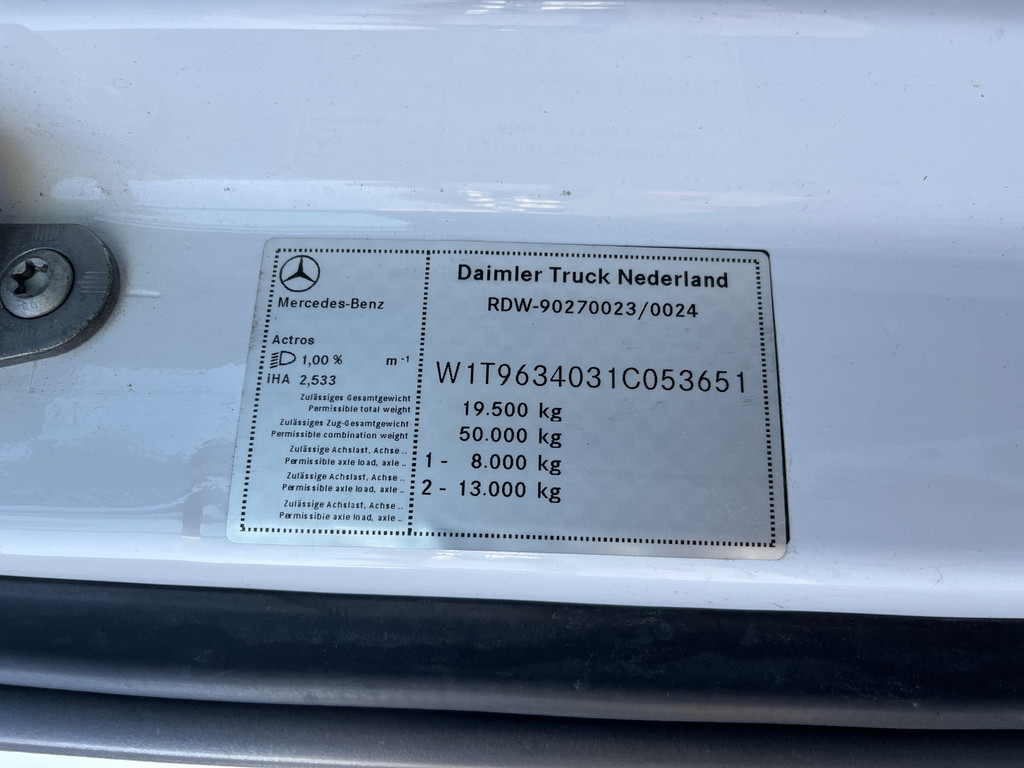 Mercedes-Benz
Daimler Truck Nederland
RDW-90270023/0024
Actros
1,00 % m⁻¹
iHA 2,533
W1T9634031C053651
Zulässiges Gesamtgewicht
Permissible total weight
19.500 kg
Zulässiges Zug-Gesamtgewicht
Permissible combination weight
50.000 kg
Zulässige Achslast, Achse ..
Permissible axle load, axle ..
1 - 8.000 kg
Zulässige Achslast, Achse ..
Permissible axle load, axle ..
2 - 13.000 kg
Zulässige Achslast, Achse ..
Permissible axle load, axle ..